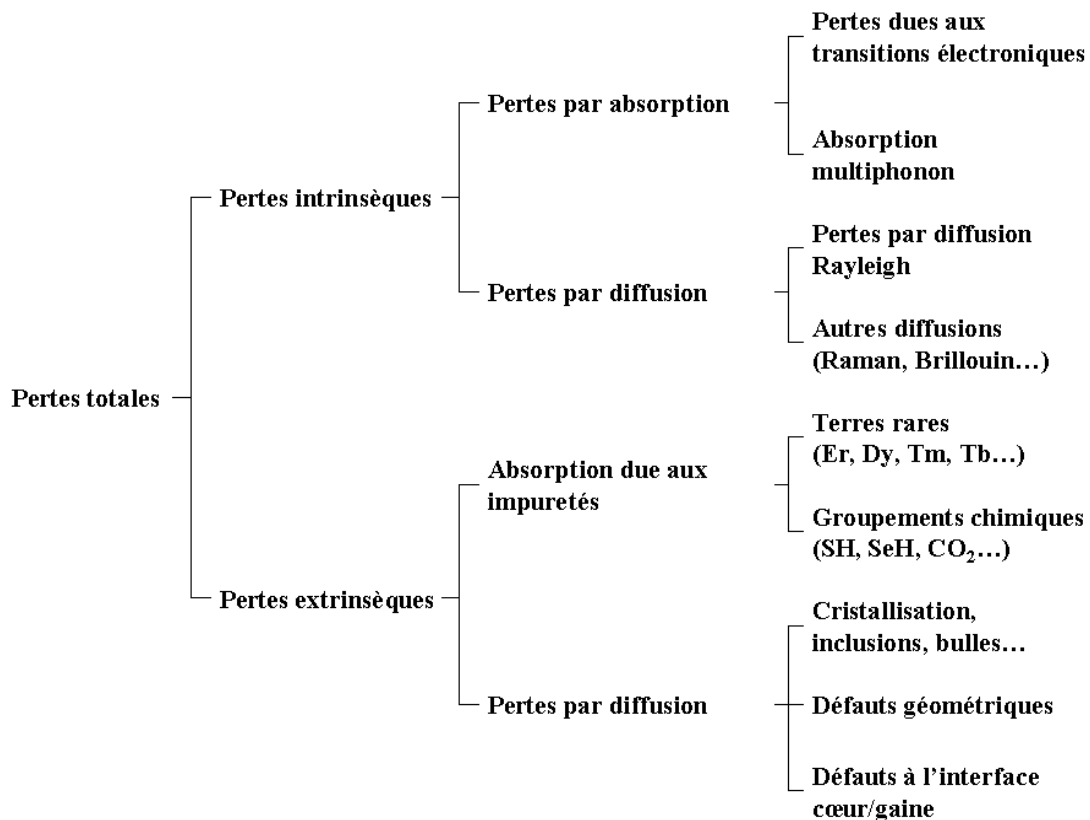 Pertes totales
Pertes intrinsèques
Pertes par absorption
Pertes dues aux
transitions électroniques
Absorption
multiphonon
Pertes par diffusion
Pertes par diffusion
Rayleigh
Autres diffusions
(Raman, Brillouin…)
Pertes extrinsèques
Absorption due aux
impuretés
Terres rares
(Er, Dy, Tm, Tb…)
Groupements chimiques
(SH, SeH, CO₂…)
Pertes par diffusion
Cristallisation,
inclusions, bulles…
Défauts géométriques
Défauts à l’interface
cœur/gaine